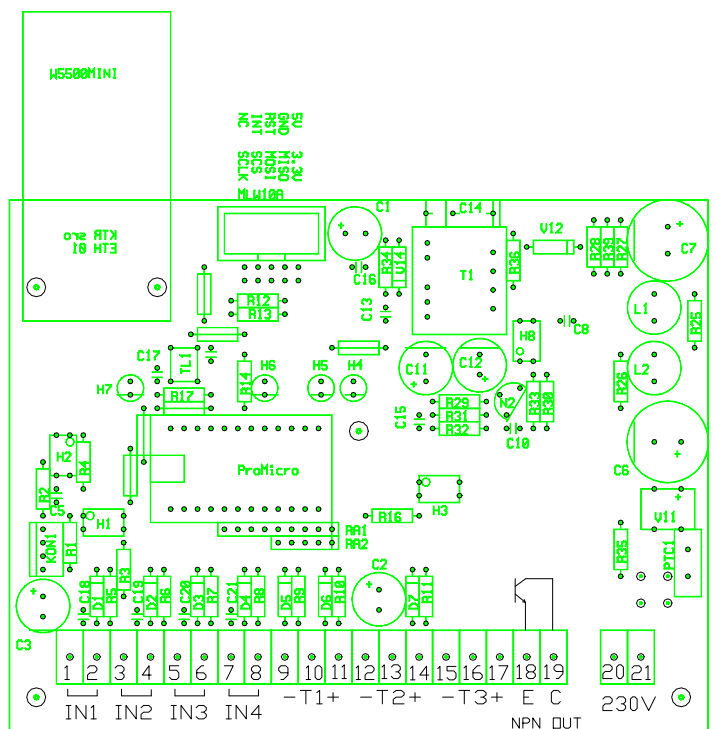 W5500MINI
5V 3.3V
GND MISO
RST MOSI
INT SCS
NC SCLK
MLW10A
KTR sro
ETH 01
C1
C14
V12
C7
R34
V14
C16
T1
R36
R28
R39
R27
R12
R13
C13
L1
R25
C8
H8
C17
TL1
R14
H7
H6
H5
H4
C11
C12
L2
R26
R17
N2
R33
R30
R29
R31
R32
C15
C10
C6
H2
R4
R2
C5
ProMicro
H3
V11
H1
R16
RA1
RA2
KON1
R1
R3
R35
PTC1
C2
C3
C18
D1
R5
C19
D2
R6
C20
D3
R7
C21
D4
R8
D5
R9
D6
R10
D7
R11
1 2 3 4 5 6 7 8 9 10 11 12 13 14 15 16 17 18 19 20 21
IN1 IN2 IN3 IN4 -T1+ -T2+ -T3+ E C 230V
NPN OUT